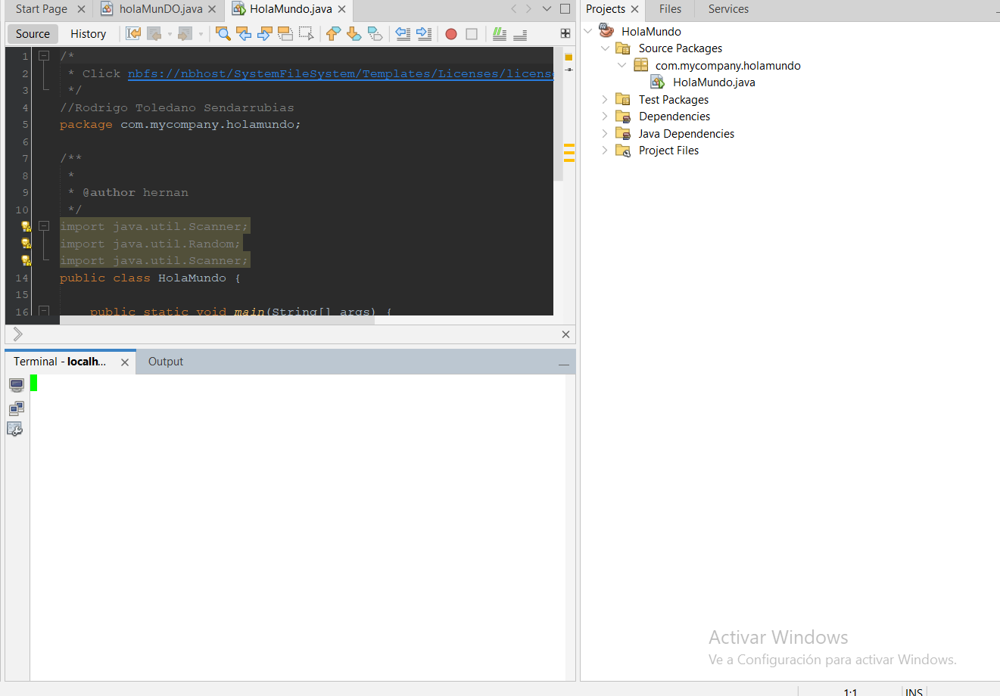 Start Page
holaMunDO.java
HolaMundo.java
Source
History
1 /*
2 * Click nbfs://nbhost/SystemFileSystem/Templates/Licenses/licens
3 */
4 //Rodrigo Toledano Sendarrubias
5 package com.mycompany.holamundo;
6
7 /**
8 *
9 * @author hernan
10 */
import java.util.Scanner;
import java.util.Random;
import java.util.Scanner;
14 public class HolaMundo {
15
16 public static void main(String[] args) {
Terminal - localh...
Output
Projects
Files
Services
HolaMundo
Source Packages
com.mycompany.holamundo
HolaMundo.java
Test Packages
Dependencies
Java Dependencies
Project Files
Activar Windows
Ve a Configuración para activar Windows.
1:1
INS